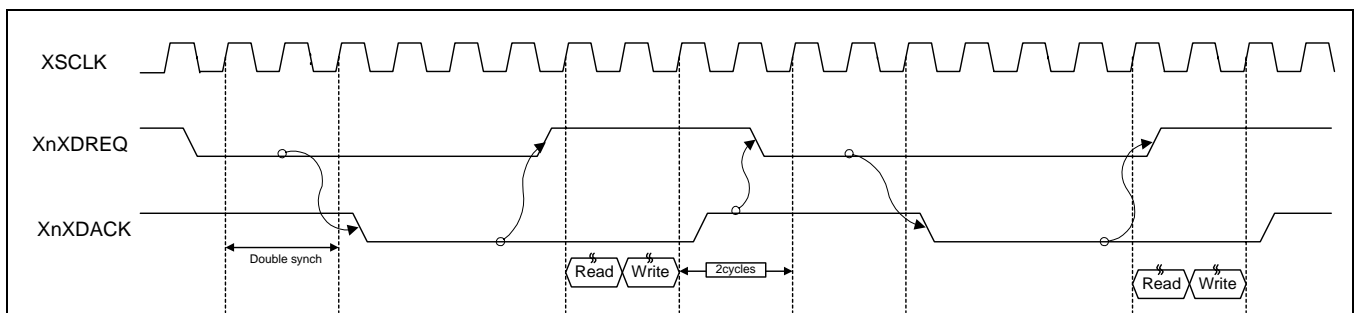 XSCLK
XnXDREQ
XnXDACK
Double synch
Read Write 2cycles Read Write